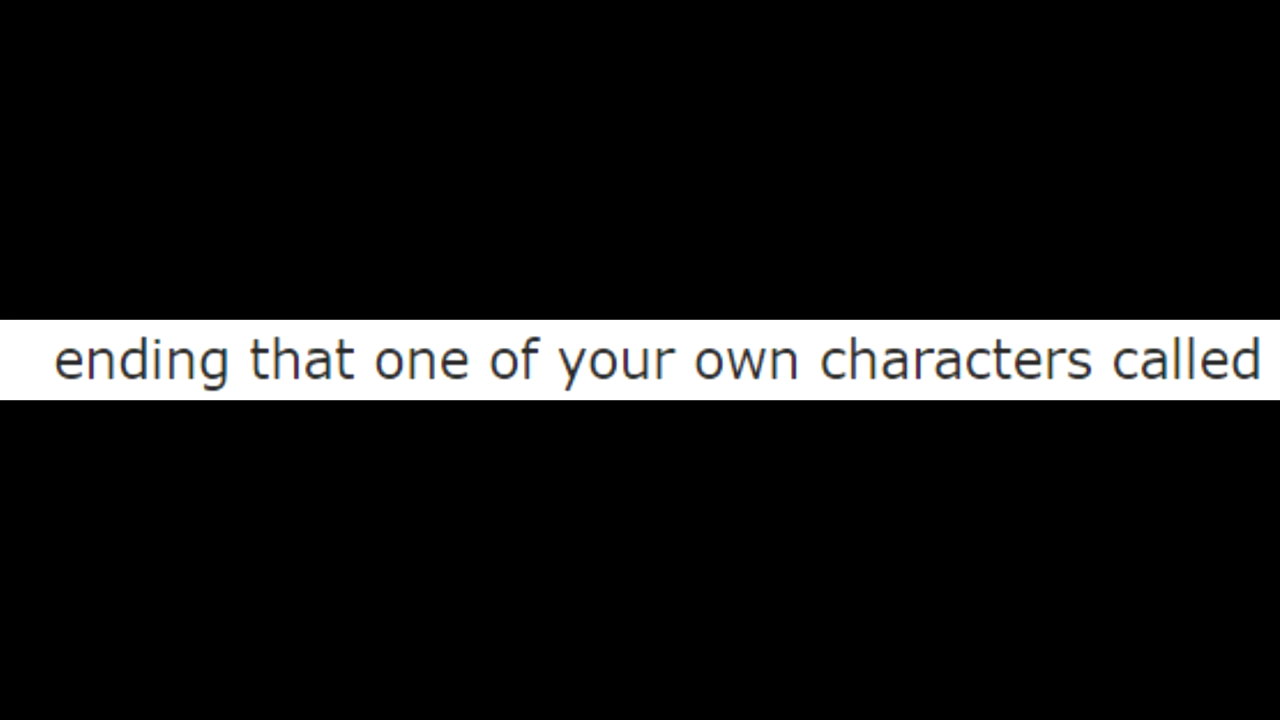 ending that one of your own characters called